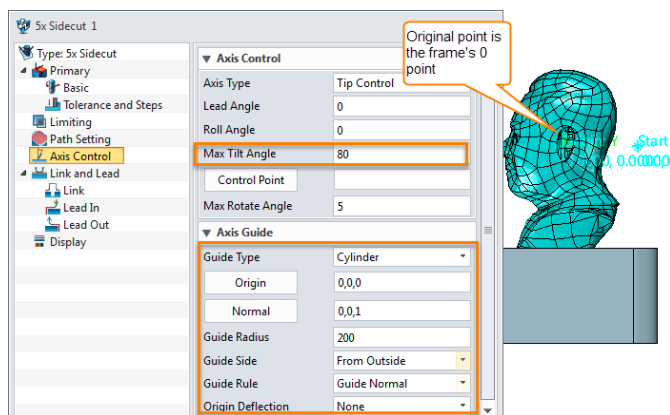 5x Sidecut 1
Type: 5x Sidecut
Primary
Basic
Tolerance and Steps
Limiting
Path Setting
Axis Control
Link and Lead
Link
Lead In
Lead Out
Display
Axis Control
Axis Type Tip Control
Lead Angle 0
Roll Angle 0
Max Tilt Angle 80
Control Point
Max Rotate Angle 5
Axis Guide
Guide Type Cylinder
Origin 0,0,0
Normal 0,0,1
Guide Radius 200
Guide Side From Outside
Guide Rule Guide Normal
Origin Deflection None
Original point is
the frame's 0
point
Y
Start